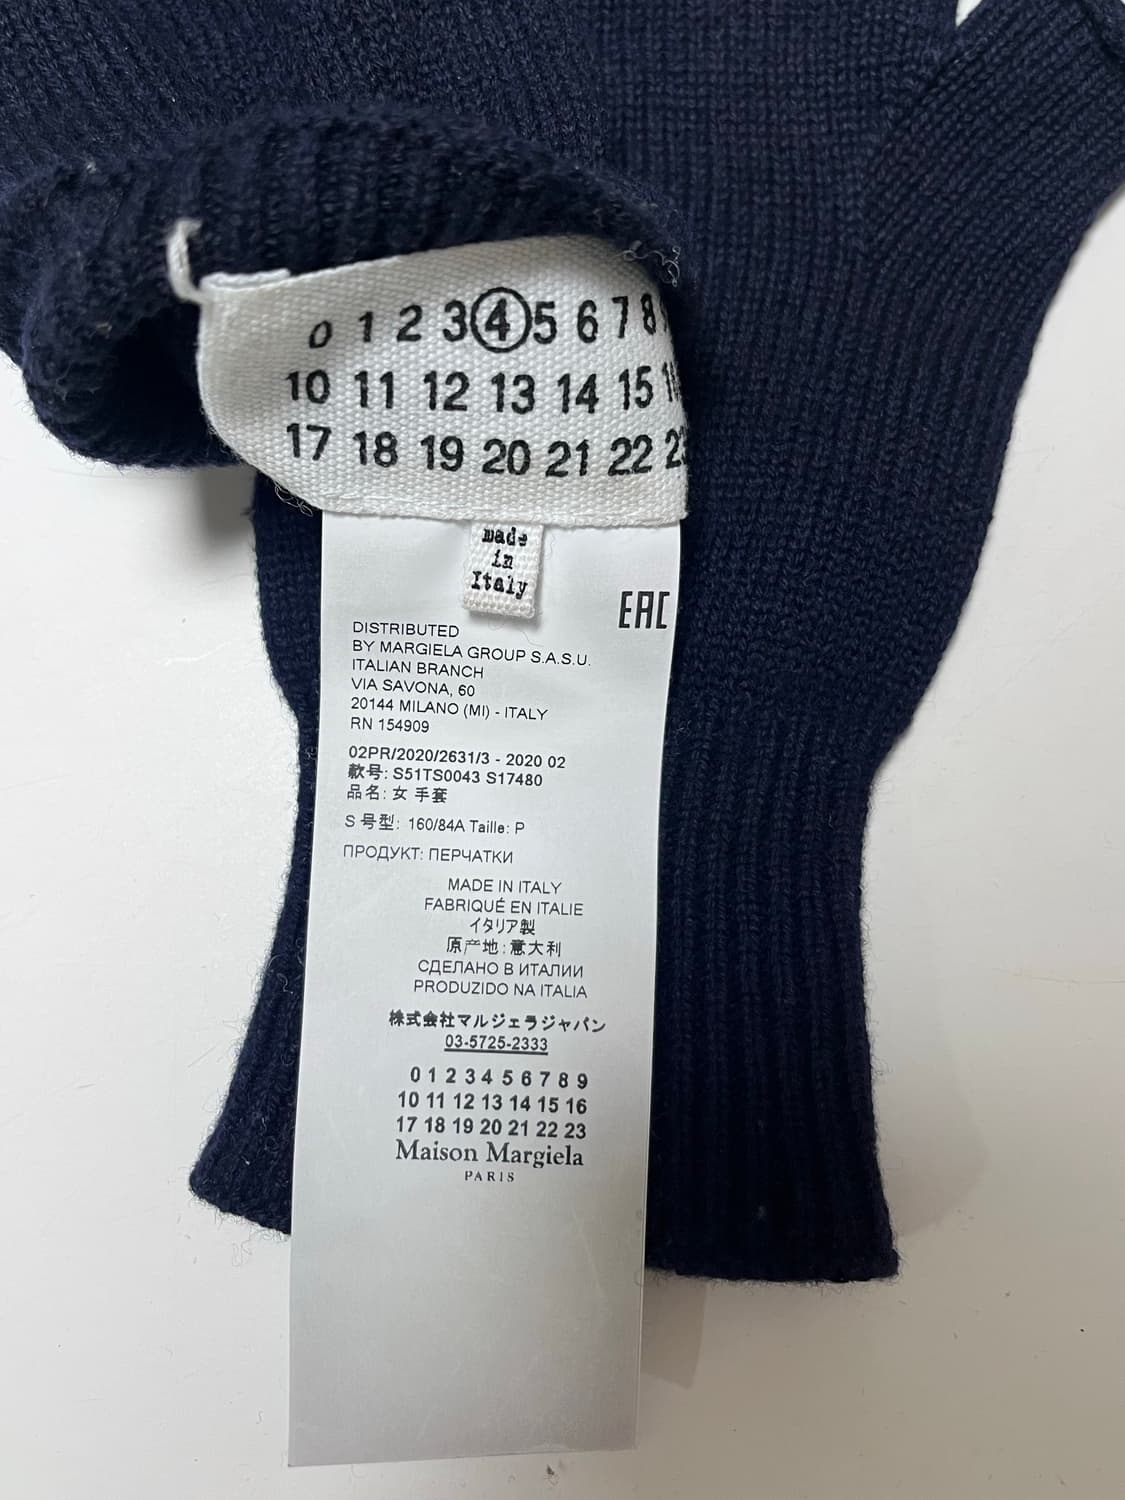 0 1 2 3 4 5 6 7 8
10 11 12 13 14 15
17 18 19 20 21 22 23
made
in
Italy
EAC
DISTRIBUTED
BY MARGIELA GROUP S.A.S.U.
ITALIAN BRANCH
VIA SAVONA, 60
20144 MILANO (MI) - ITALY
RN 154909
02PR/2020/2631/3 - 2020 02
款号: S51TS0043 S17480
品名: 女 手套
S 号型: 160/84A Taille: P
ПРОДУКТ: ПЕРЧАТКИ
MADE IN ITALY
FABRIQUÉ EN ITALIE
イタリア製
原产地: 意大利
СДЕЛАНО В ИТАЛИИ
PRODUZIDO NA ITALIA
株式会社マルジェラジャパン
03-5725-2333
0 1 2 3 4 5 6 7 8 9
10 11 12 13 14 15 16
17 18 19 20 21 22 23
Maison Margiela
PARIS